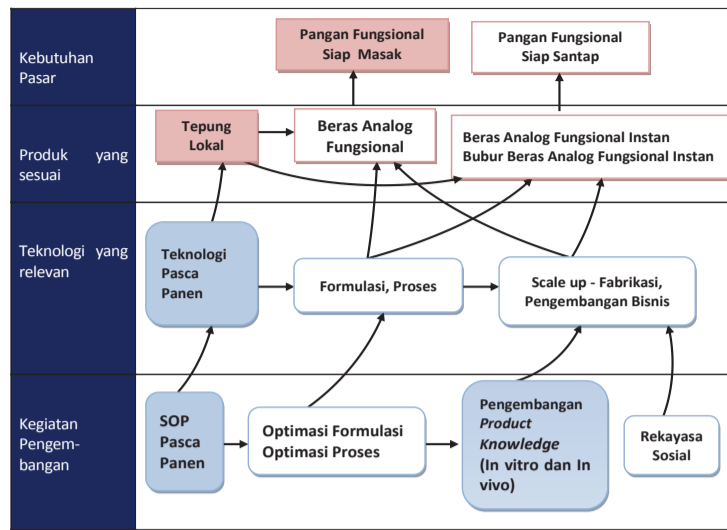 Kebutuhan
Pasar
Pangan Fungsional
Siap Masak
Pangan Fungsional
Siap Santap
Produk yang
sesuai
Tepung
Lokal
Beras Analog
Fungsional
Beras Analog Fungsional Instan
Bubur Beras Analog Fungsional Instan
Teknologi yang
relevan
Teknologi
Pasca
Panen
Formulasi, Proses
Scale up - Fabrikasi,
Pengembangan Bisnis
Kegiatan
Pengem-
bangan
SOP
Pasca
Panen
Optimasi Formulasi
Optimasi Proses
Pengembangan
Product
Knowledge
(In vitro dan In
vivo)
Rekayasa
Sosial